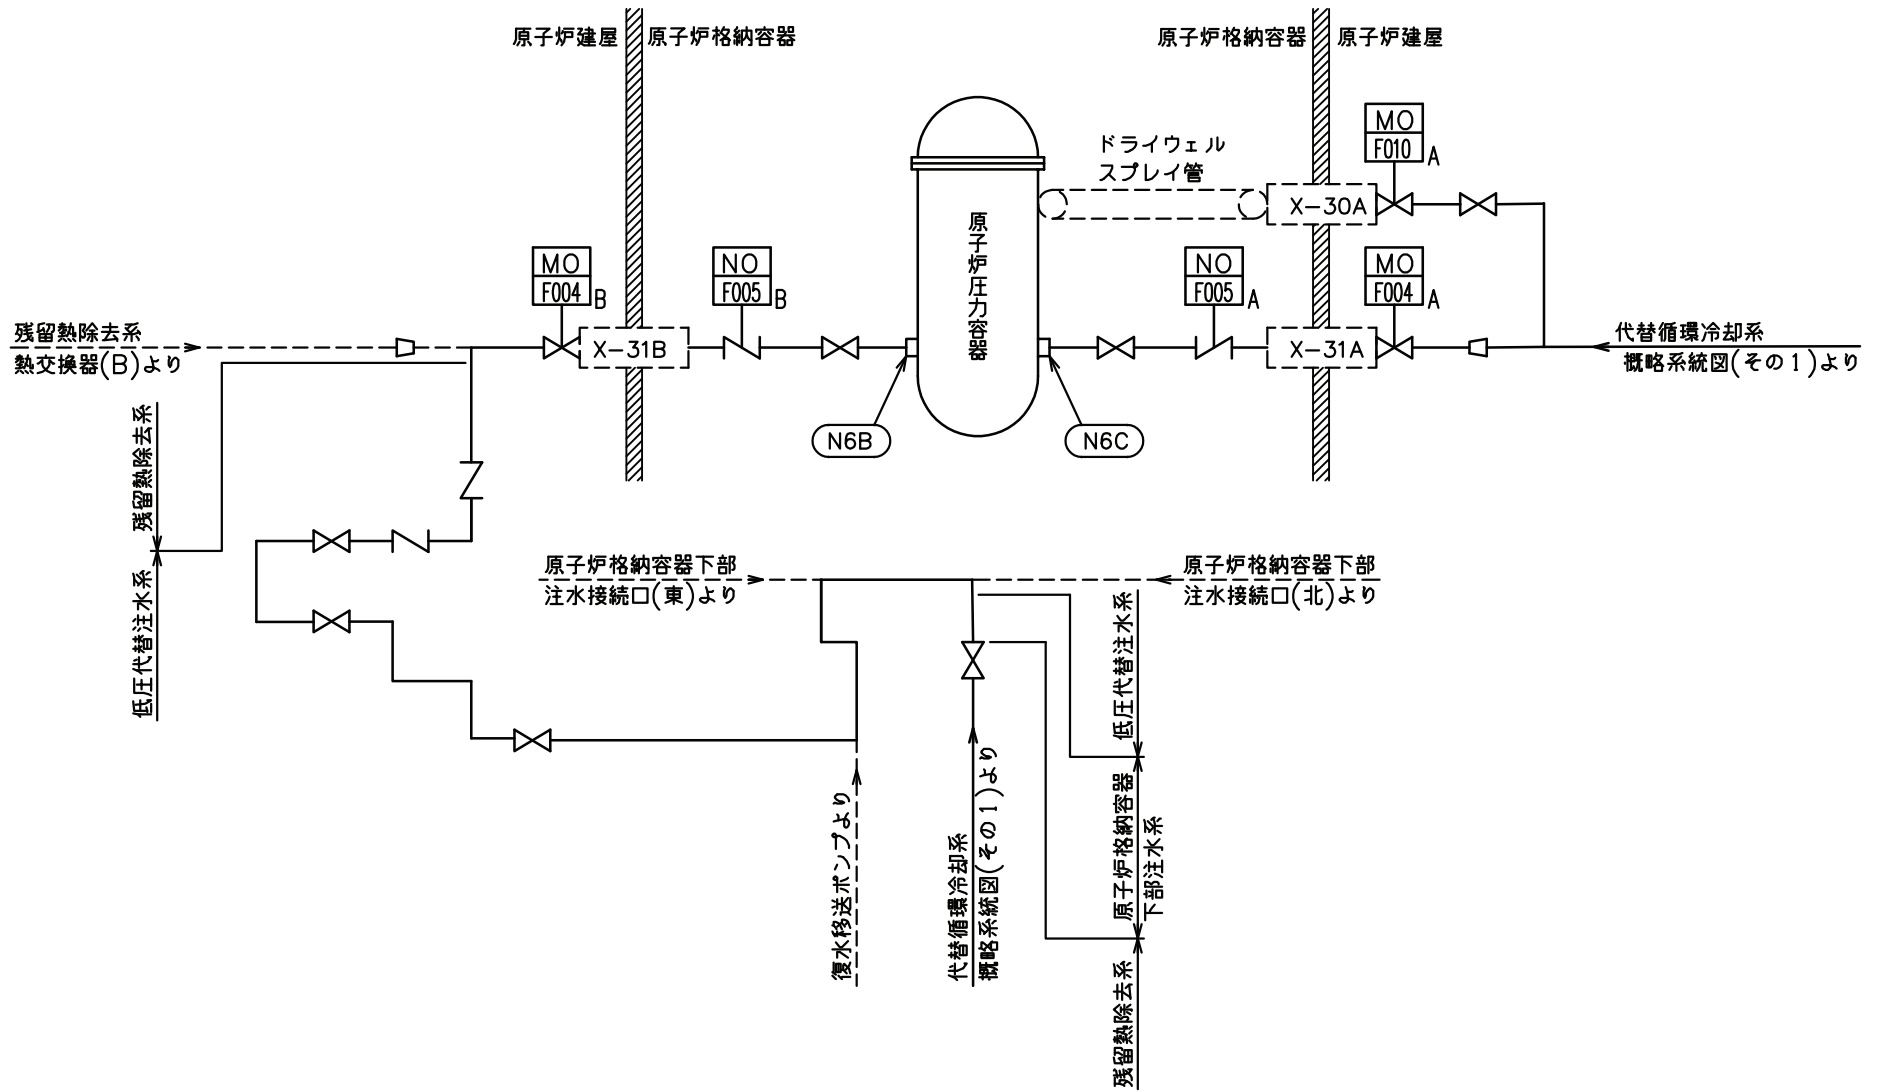 原子炉建屋
原子炉格納容器
原子炉格納容器
原子炉建屋
MO
F010
A
ドライウェル
スプレイ管
X-30A
原子炉圧力容器
MO
F004
B
NO
F005
B
NO
F005
A
MO
F004
A
残留熱除去系
熱交換器(B)より
X-31B
X-31A
代替循環冷却系
概略系統図(その1)より
N6B
N6C
残留熱除去系
低圧代替注水系
原子炉格納容器下部
注水接続口(東)より
原子炉格納容器下部
注水接続口(北)より
低圧代替注水系
復水移送ポンプより
代替循環冷却系
概略系統図(その1)より
原子炉格納容器
下部注水系
残留熱除去系